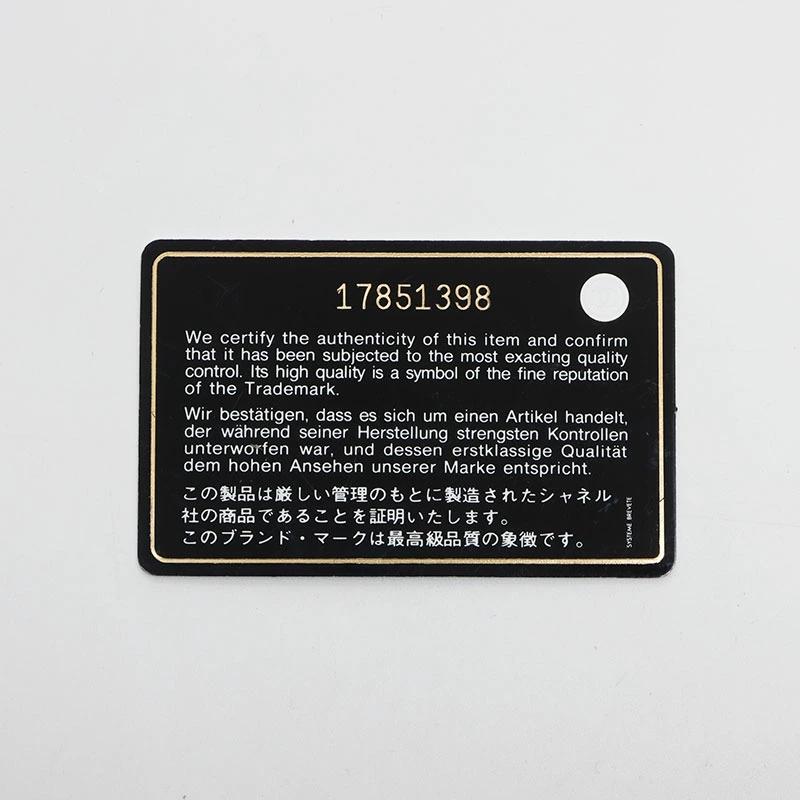 17851398
We certify the authenticity of this item and confirm
that it has been subjected to the most exacting quality
control. Its high quality is a symbol of the fine reputation
of the Trademark.
Wir bestätigen, dass es sich um einen Artikel handelt,
der während seiner Herstellung strengsten Kontrollen
unterworfen war, und dessen erstklassige Qualität
dem hohen Ansehen unserer Marke entspricht.
この製品は厳しい管理のもとに製造されたシャネル
社の商品であることを証明いたします。
このブランド・マークは最高級品質の象徴です。
SYSTEME BREVETE